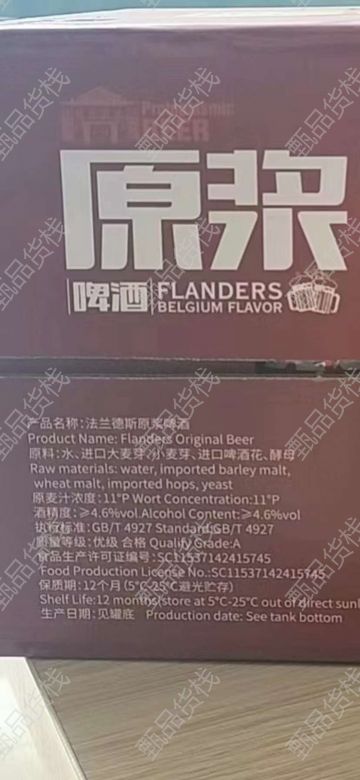 原浆
啤酒 FLANDERS
BELGIUM FLAVOR
产品名称:法兰德斯原浆啤酒
Product Name: Flanders Original Beer
原料:水、进口大麦芽、小麦芽、进口啤酒花、酵母
Raw materials: water, imported barley malt,
wheat malt, imported hops, yeast
原麦汁浓度:11°P Wort Concentration:11°P
酒精度:≥4.6%vol Alcohol Content:≥4.6%vol
执行标准:GB/T 4927 Standard:GB/T 4927
质量等级:优级 合格 Qualify Grade:A
食品生产许可证编号:SC11537142415745
Food Production License No.:SC11537142415745
保质期:12个月(5°C-25°C避光贮存)
Shelf Life:12 months/store at 5°C-25°C out of direct
生产日期:见罐底 Production date: See tank bottom
甄品货栈